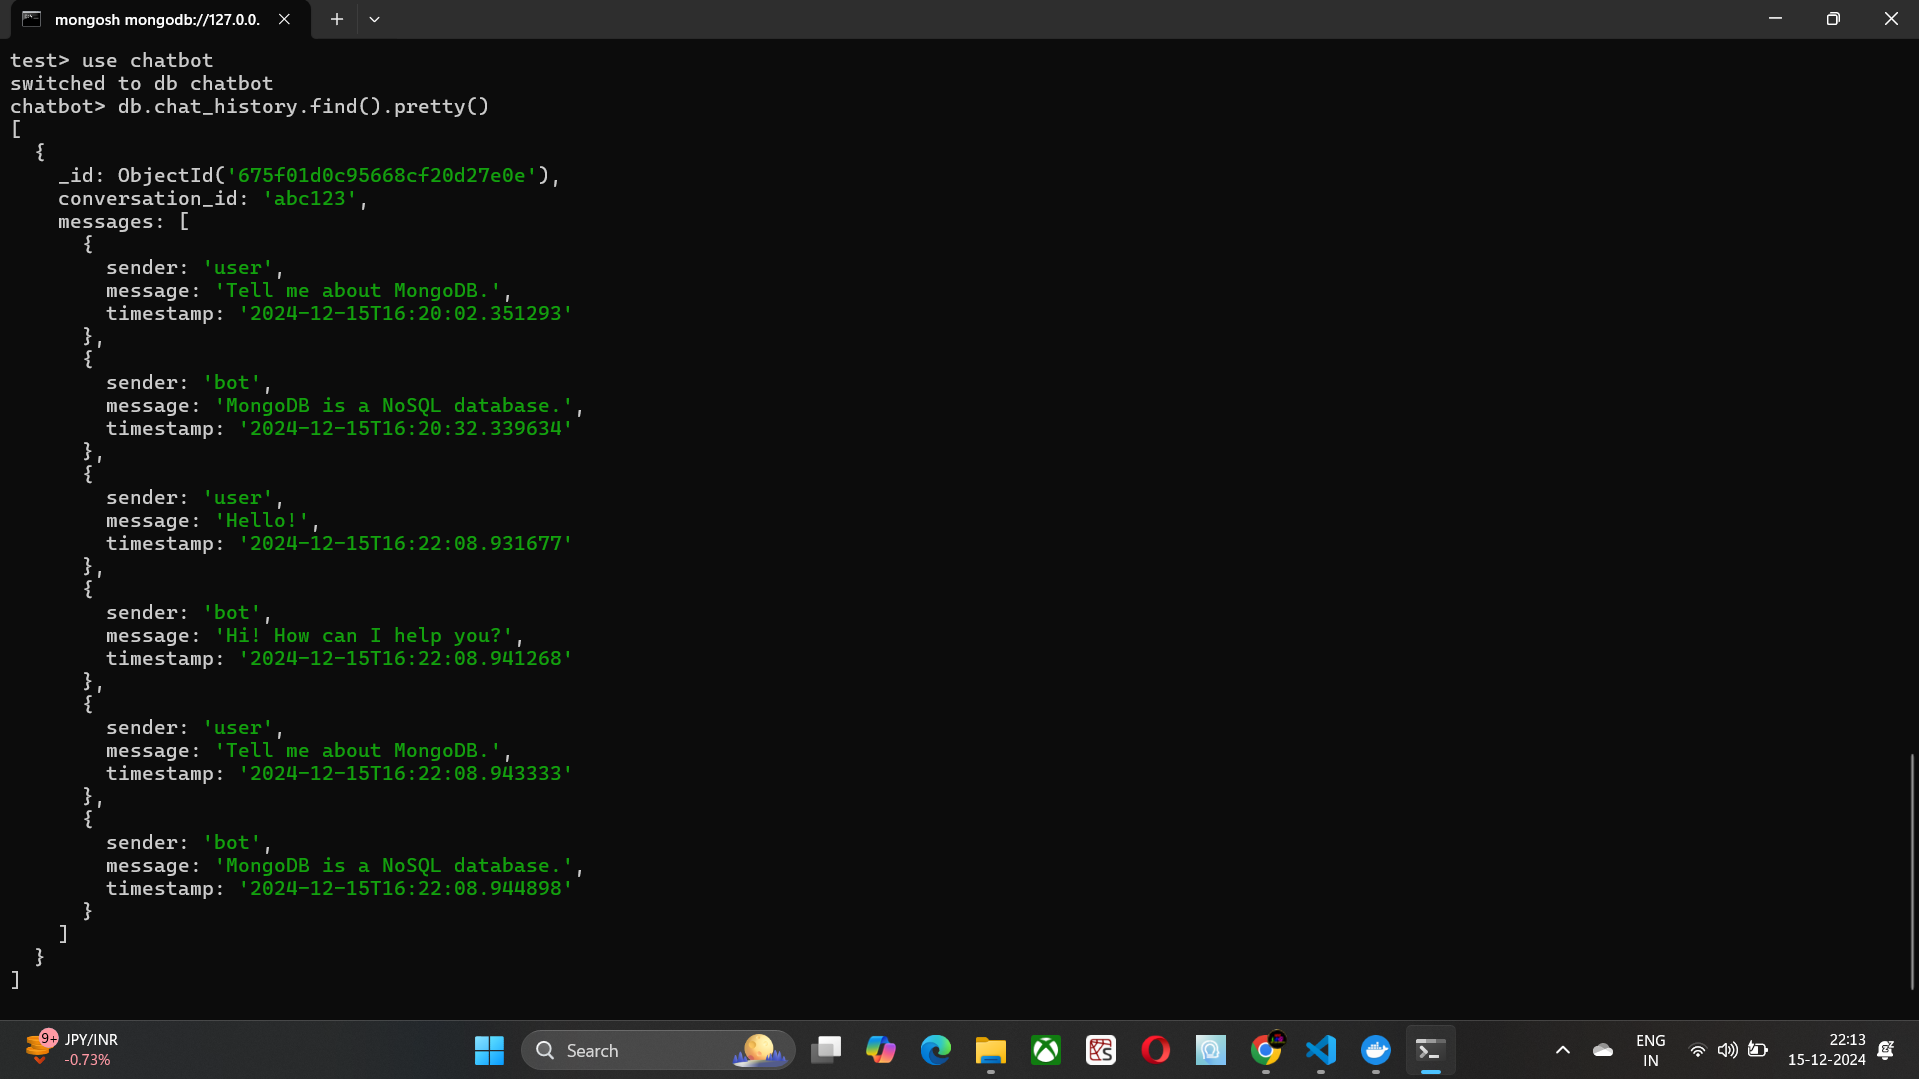 mongosh mongodb://127.0.0.
test> use chatbot
switched to db chatbot
chatbot> db.chat_history.find().pretty()
[
  {
    _id: ObjectId('675f01d0c95668cf20d27e0e'),
    conversation_id: 'abc123',
    messages: [
      {
        sender: 'user',
        message: 'Tell me about MongoDB.',
        timestamp: '2024-12-15T16:20:02.351293'
      },
      {
        sender: 'bot',
        message: 'MongoDB is a NoSQL database.',
        timestamp: '2024-12-15T16:20:32.339634'
      },
      {
        sender: 'user',
        message: 'Hello!',
        timestamp: '2024-12-15T16:22:08.931677'
      },
      {
        sender: 'bot',
        message: 'Hi! How can I help you?',
        timestamp: '2024-12-15T16:22:08.941268'
      },
      {
        sender: 'user',
        message: 'Tell me about MongoDB.',
        timestamp: '2024-12-15T16:22:08.943333'
      },
      {
        sender: 'bot',
        message: 'MongoDB is a NoSQL database.',
        timestamp: '2024-12-15T16:22:08.944898'
      }
    ]
  }
]
9+
JPY/INR
-0.73%
Search
ENG
IN
22:13
15-12-2024